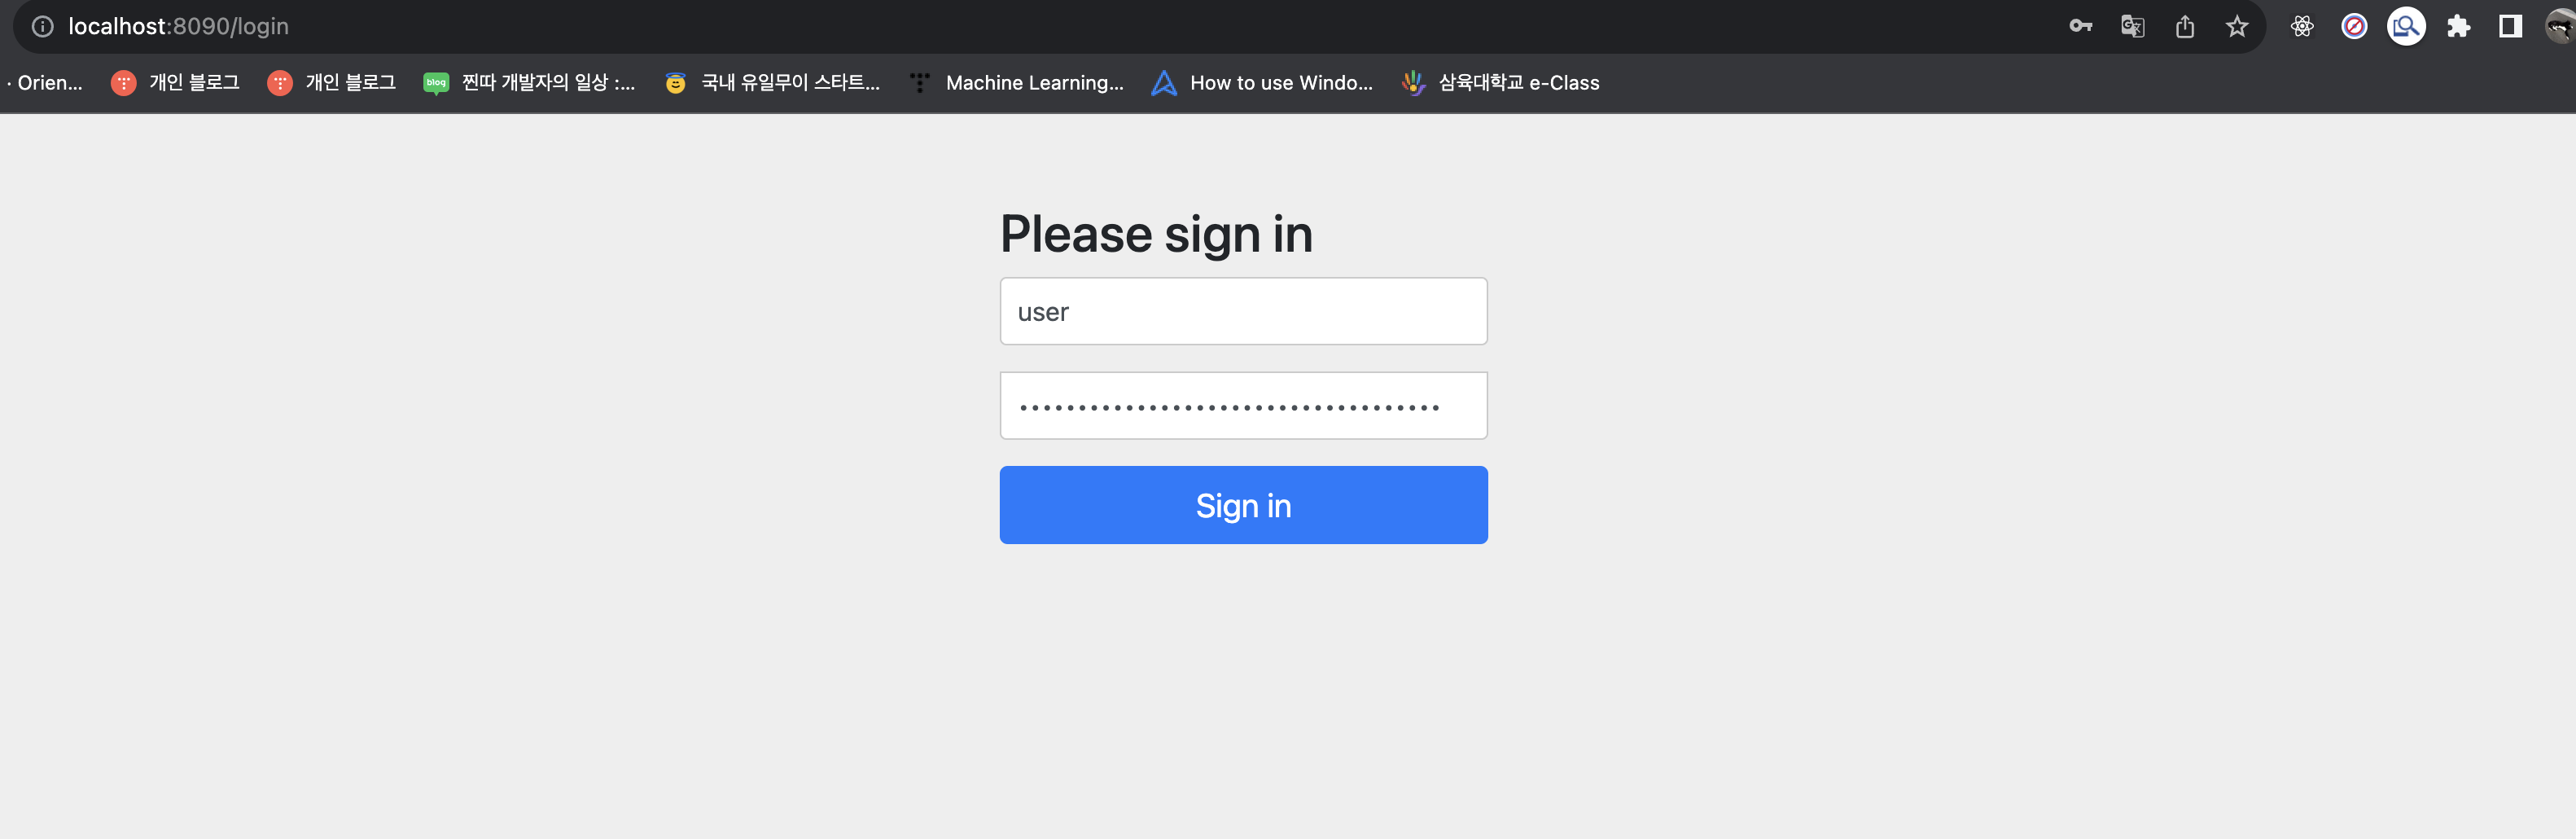 localhost:8090/login
· Orien... 개인 블로그 개인 블로그 blog 찐따 개발자의 일상 :... 국내 유일무이 스타트... Machine Learning... How to use Windo... 삼육대학교 e-Class
Please sign in
user
••••••••••••••••••••••••••••••••••••
Sign in